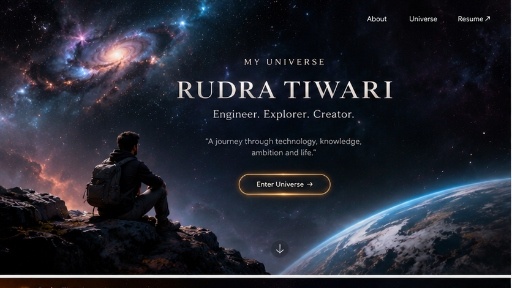 About Universe Resume ↗
MY UNIVERSE
RUDRA TIWARI
Engineer. Explorer. Creator.
"A journey through technology, knowledge,
ambition and life."
Enter Universe →